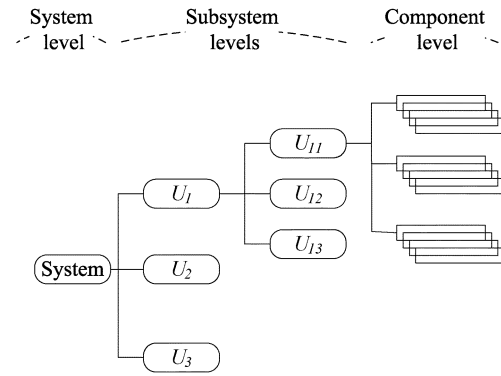 System
level
Subsystem
levels
Component
level
U11
U1
U12
U13
System
U2
U3